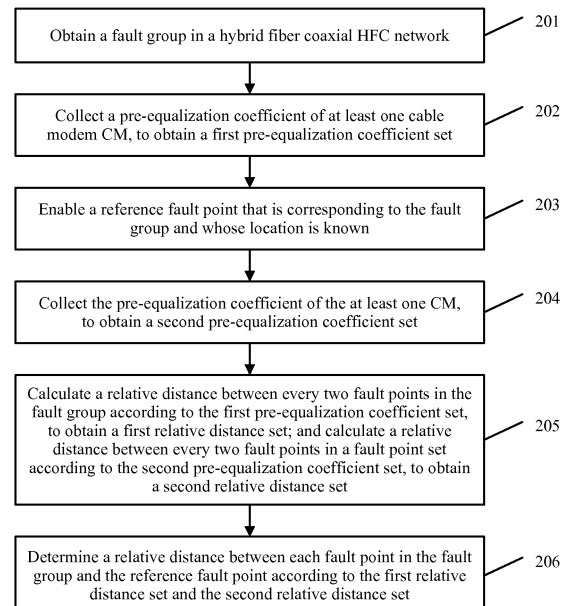 Obtain a fault group in a hybrid fiber coaxial HFC network
201
Collect a pre-equalization coefficient of at least one cable
modem CM, to obtain a first pre-equalization coefficient set
202
Enable a reference fault point that is corresponding to the fault
group and whose location is known
203
Collect the pre-equalization coefficient of the at least one CM,
to obtain a second pre-equalization coefficient set
204
Calculate a relative distance between every two fault points in the
fault group according to the first pre-equalization coefficient set,
to obtain a first relative distance set; and calculate a relative
distance between every two fault points in a fault point set
according to the second pre-equalization coefficient set, to obtain
a second relative distance set
205
Determine a relative distance between each fault point in the fault
group and the reference fault point according to the first relative
distance set and the second relative distance set
206